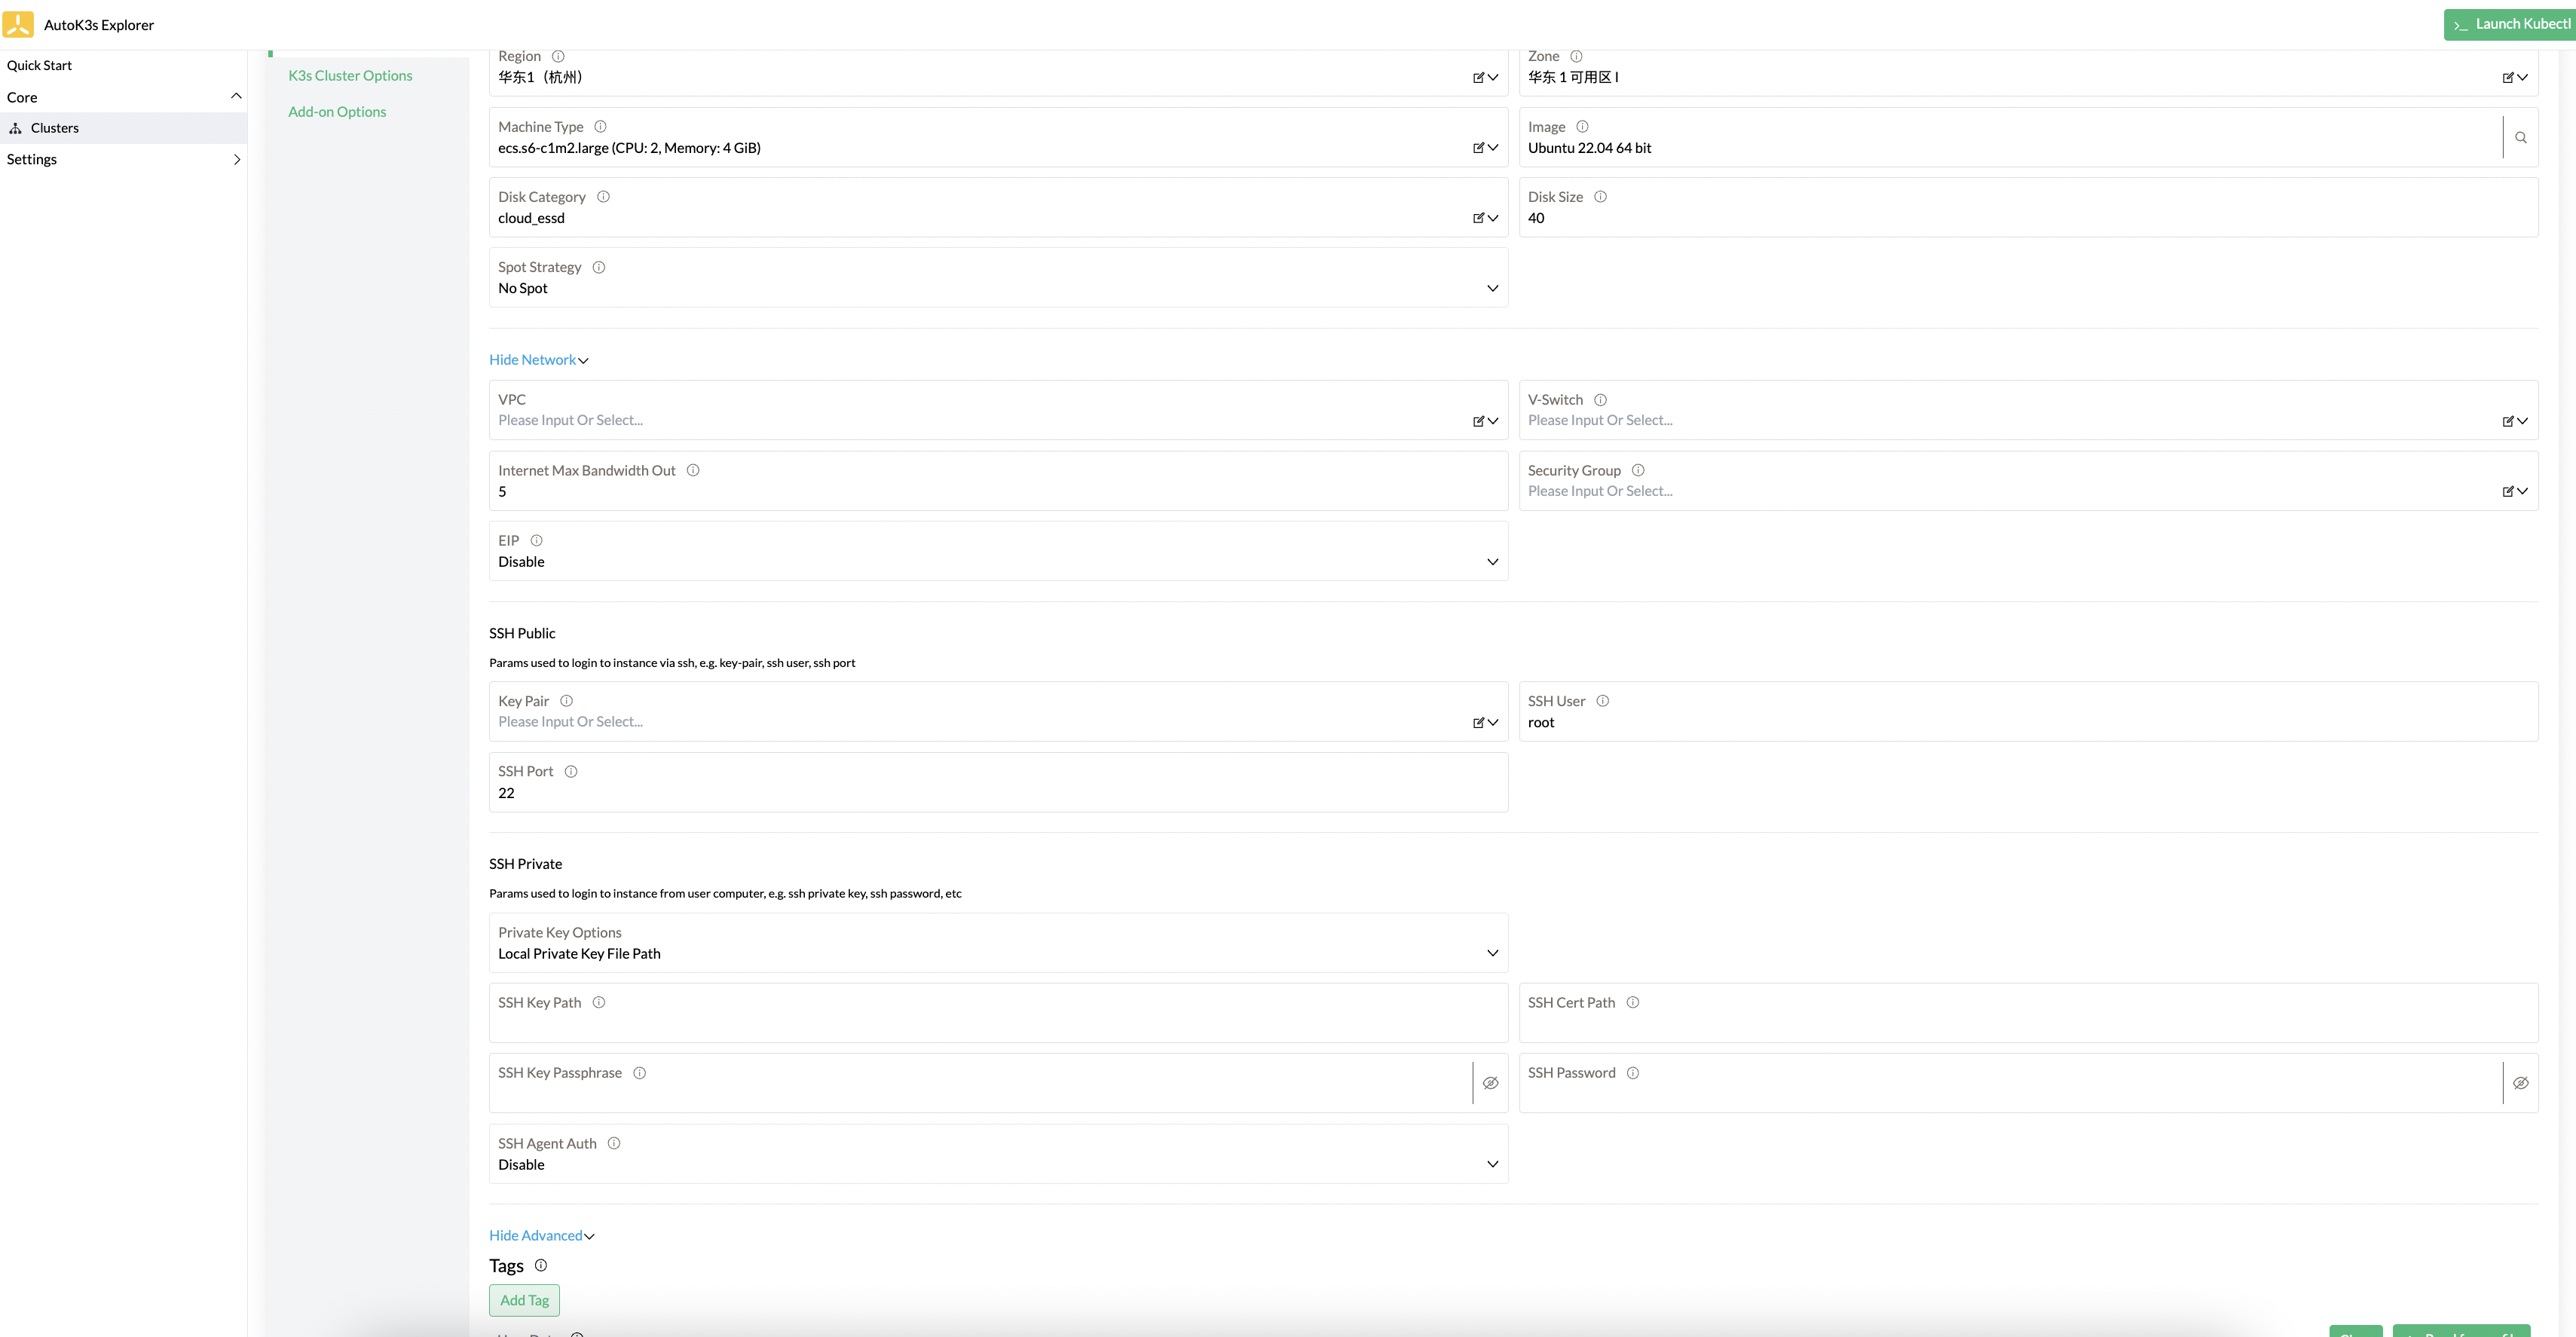 AutoK3s Explorer
>_ Launch Kubectl
Quick Start
Core
Clusters
Settings
K3s Cluster Options
Add-on Options
Region
华东1（杭州）
Zone
华东 1 可用区 I
Machine Type
ecs.s6-c1m2.large (CPU: 2, Memory: 4 GiB)
Image
Ubuntu 22.04 64 bit
Disk Category
cloud_essd
Disk Size
40
Spot Strategy
No Spot
Hide Network
VPC
Please Input Or Select...
V-Switch
Please Input Or Select...
Internet Max Bandwidth Out
5
Security Group
Please Input Or Select...
EIP
Disable
SSH Public
Params used to login to instance via ssh, e.g. key-pair, ssh user, ssh port
Key Pair
Please Input Or Select...
SSH User
root
SSH Port
22
SSH Private
Params used to login to instance from user computer, e.g. ssh private key, ssh password, etc
Private Key Options
Local Private Key File Path
SSH Key Path
SSH Cert Path
SSH Key Passphrase
SSH Password
SSH Agent Auth
Disable
Hide Advanced
Tags
Add Tag